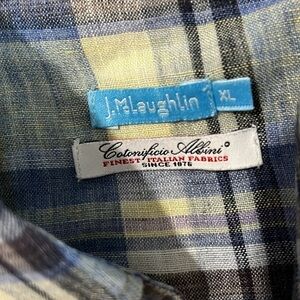 J.McLaughlin XL
Cotonificio Albini®
FINEST ITALIAN FABRICS
SINCE 1876